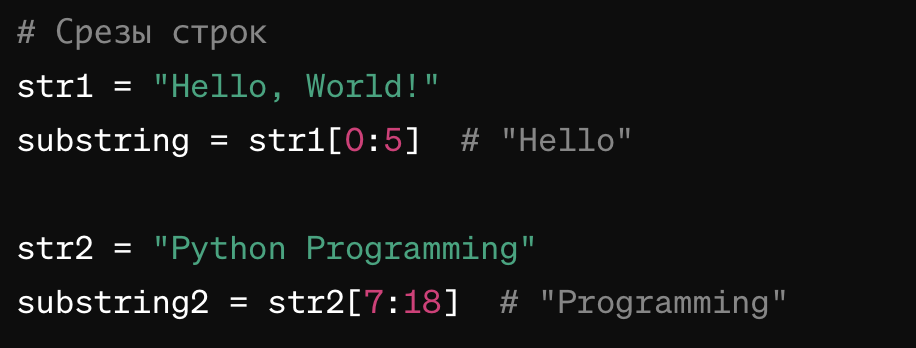 # Срезы строк
str1 = "Hello, World!"
substring = str1[0:5]  # "Hello"
str2 = "Python Programming"
substring2 = str2[7:18]  # "Programming"